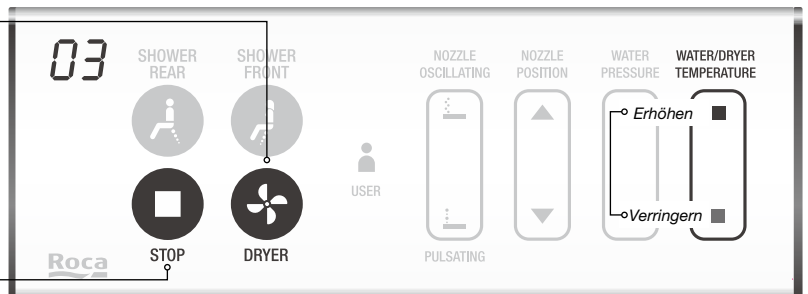 03
SHOWER REAR
SHOWER FRONT
NOZZLE OSCILLATING
NOZZLE POSITION
WATER PRESSURE
WATER/DRYER TEMPERATURE
Erhöhen
USER
Verringern
Roca
STOP
DRYER
PULSATING